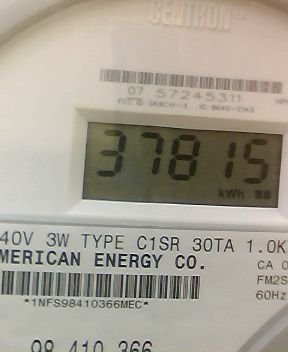 CENTRON
07 57245311
37815
kWh
40V 3W TYPE C1SR 30TA 1.0K
MERICAN ENERGY CO.
CA 0
FM2S
60Hz
*1NFS98410366MEC*
98 410 366